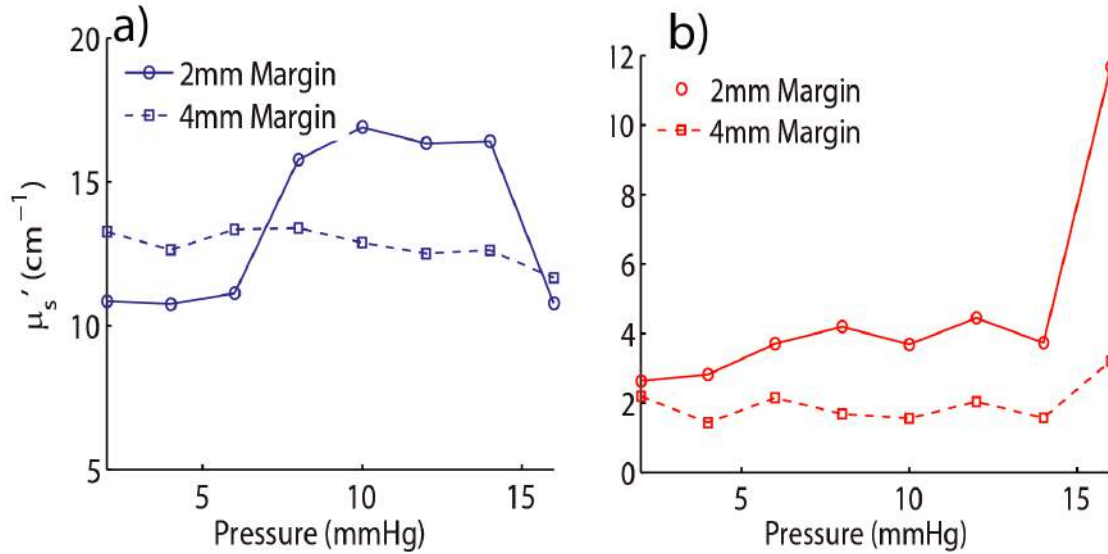 a)
20
15
10
5
2mm Margin
4mm Margin
μs′ (cm⁻¹)
5 10 15
Pressure (mmHg)
b)
12
10
8
6
4
2
0
2mm Margin
4mm Margin
5 10 15
Pressure (mmHg)